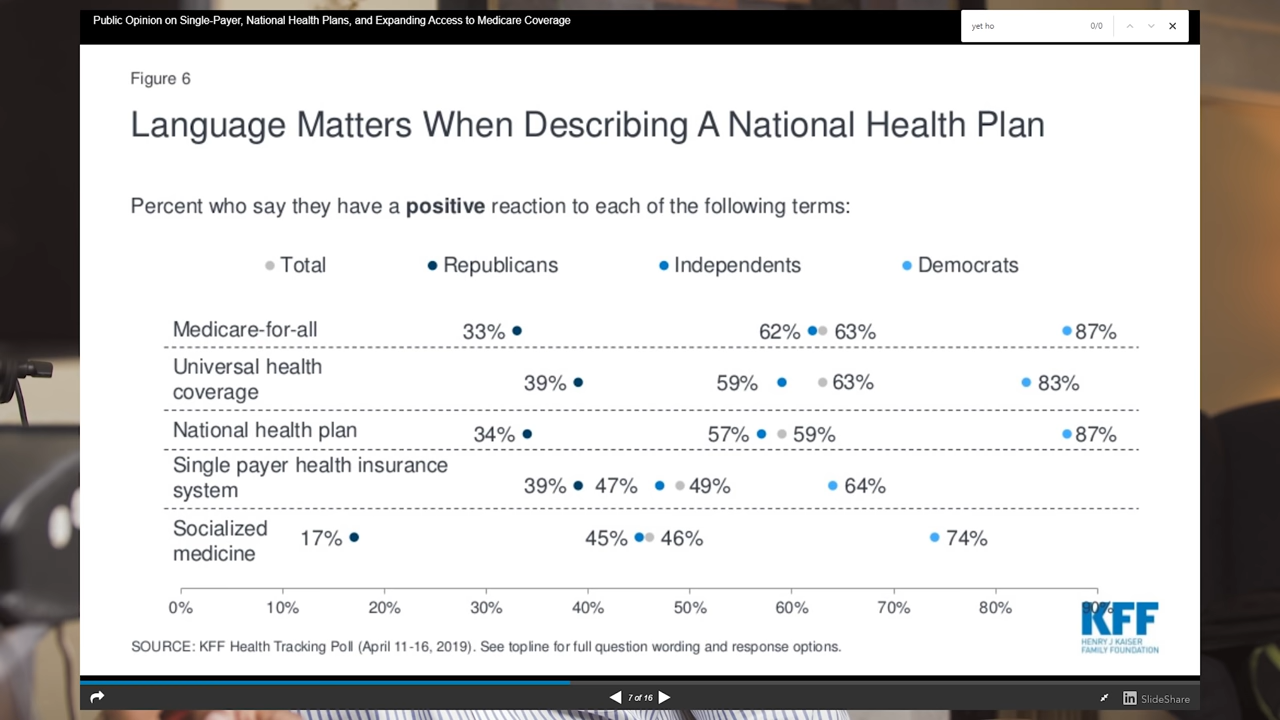 Public Opinion on Single-Payer, National Health Plans, and Expanding Access to Medicare Coverage
yet ho 0/0
Figure 6
Language Matters When Describing A National Health Plan
Percent who say they have a positive reaction to each of the following terms:
Total Republicans Independents Democrats
Medicare-for-all 33% 62% 63% 87%
Universal health
coverage 39% 59% 63% 83%
National health plan 34% 57% 59% 87%
Single payer health insurance
system 39% 47% 49% 64%
Socialized
medicine 17% 45% 46% 74%
0% 10% 20% 30% 40% 50% 60% 70% 80% 90%
KFF
HENRY J KAISER
FAMILY FOUNDATION
SOURCE: KFF Health Tracking Poll (April 11-16, 2019). See topline for full question wording and response options.
7 of 16
in SlideShare